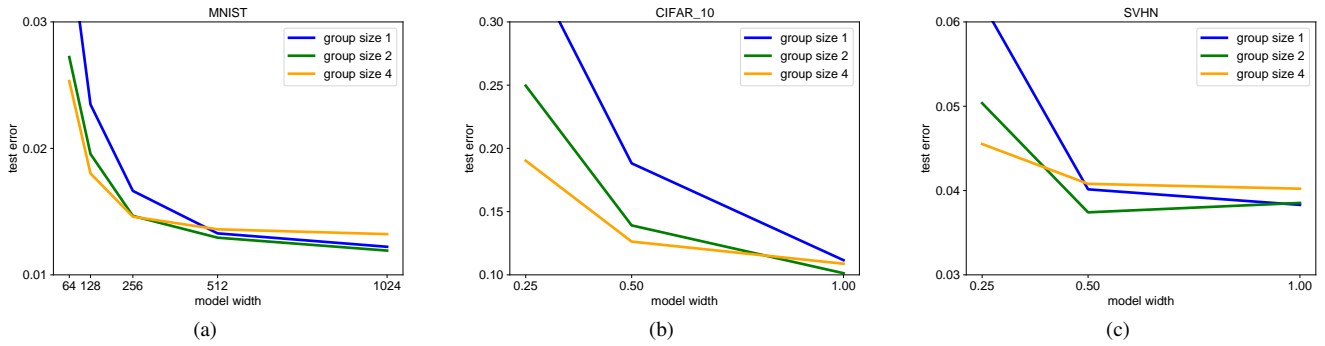 MNIST
0.03
0.02
0.01
test error
64 128 256 512 1024
model width
group size 1
group size 2
group size 4
(a)
CIFAR_10
0.30
0.25
0.20
0.15
0.10
test error
0.25 0.50 1.00
model width
group size 1
group size 2
group size 4
(b)
SVHN
0.06
0.05
0.04
0.03
test error
0.25 0.50 1.00
model width
group size 1
group size 2
group size 4
(c)